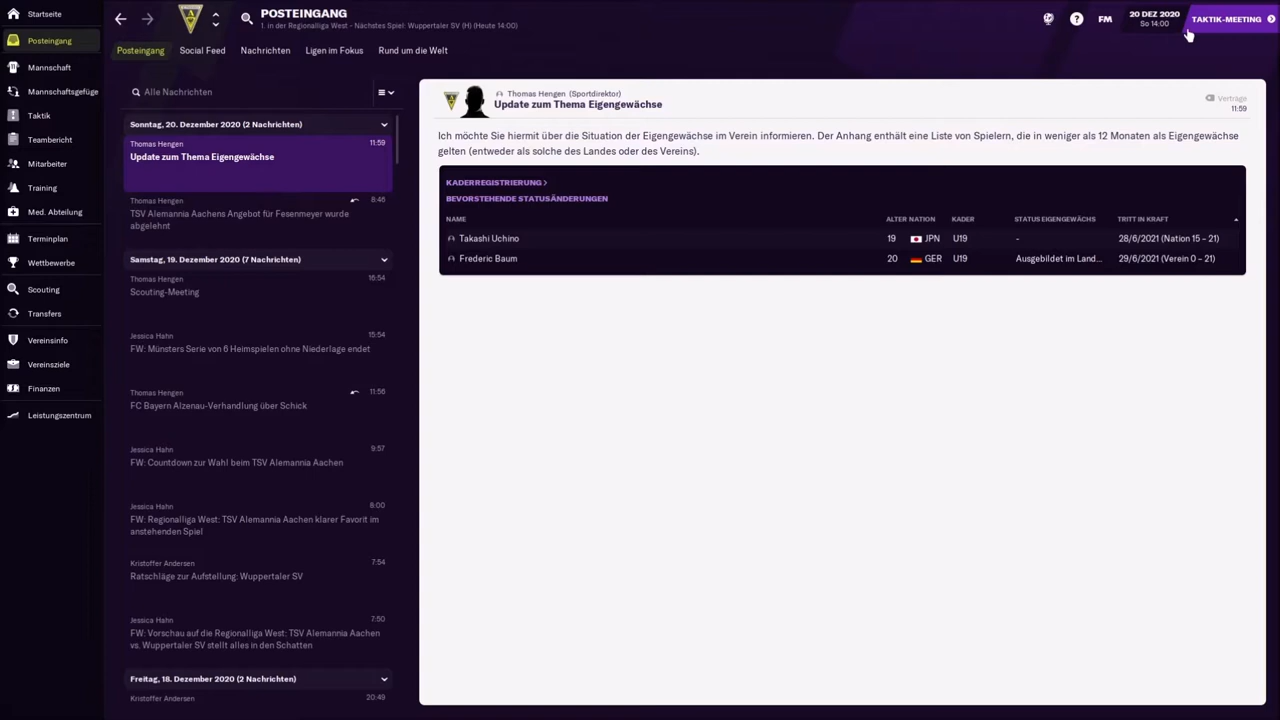 Startseite
Posteingang
Mannschaft
Mannschaftsgefüge
Taktik
Teambericht
Mitarbeiter
Training
Med. Abteilung
Terminplan
Wettbewerbe
Scouting
Transfers
Vereinsinfo
Vereinsziele
Finanzen
Leistungszentrum
POSTEINGANG
1. in der Regionalliga West - Nächstes Spiel: Wuppertaler SV (H) (Heute 14:00)
?
FM
20 DEZ 2020
So 14:00
TAKTIK-MEETING
Posteingang
Social Feed
Nachrichten
Ligen im Fokus
Rund um die Welt
Alle Nachrichten
Sonntag, 20. Dezember 2020 (2 Nachrichten)
Thomas Hengen 11:59
Update zum Thema Eigengewächse
Thomas Hengen 8:46
TSV Alemannia Aachens Angebot für Fesenmeyer wurde
abgelehnt
Samstag, 19. Dezember 2020 (7 Nachrichten)
Thomas Hengen 16:54
Scouting-Meeting
Jessica Hahn 15:54
FW: Münsters Serie von 6 Heimspielen ohne Niederlage endet
Thomas Hengen 11:56
FC Bayern Alzenau-Verhandlung über Schick
Jessica Hahn 9:57
FW: Countdown zur Wahl beim TSV Alemannia Aachen
Jessica Hahn 8:00
FW: Regionalliga West: TSV Alemannia Aachen klarer Favorit im
anstehenden Spiel
Kristoffer Andersen 7:54
Ratschläge zur Aufstellung: Wuppertaler SV
Jessica Hahn 7:50
FW: Vorschau auf die Regionalliga West: TSV Alemannia Aachen
vs. Wuppertaler SV stellt alles in den Schatten
Freitag, 18. Dezember 2020 (2 Nachrichten)
Kristoffer Andersen 20:49
Thomas Hengen (Sportdirektor)
Update zum Thema Eigengewächse
Verträge
11:59
Ich möchte Sie hiermit über die Situation der Eigengewächse im Verein informieren. Der Anhang enthält eine Liste von Spielern, die in weniger als 12 Monaten als Eigengewächse
gelten (entweder als solche des Landes oder des Vereins).
KADERREGISTRIERUNG >
BEVORSTEHENDE STATUSÄNDERUNGEN
NAME ALTER NATION KADER STATUS EIGENGEWÄCHS TRITT IN KRAFT
Takashi Uchino 19 JPN U19 - 28/6/2021 (Nation 15 – 21)
Frederic Baum 20 GER U19 Ausgebildet im Land... 29/6/2021 (Verein 0 – 21)